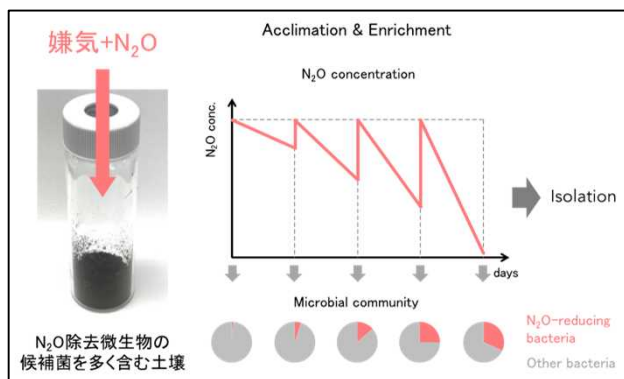 嫌気+N₂O
N₂O除去微生物の
候補菌を多く含む土壌
Acclimation & Enrichment
N₂O concentration
N₂O conc.
days
Isolation
Microbial community
N₂O-reducing
bacteria
Other bacteria